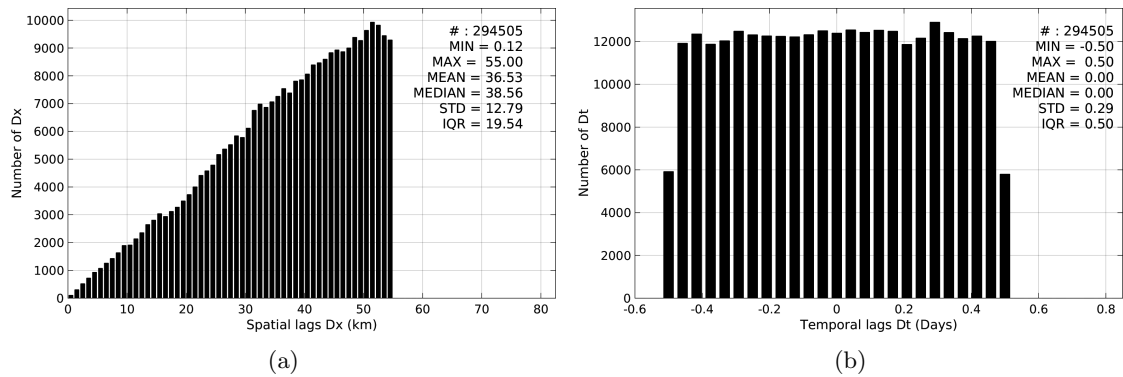 10000
9000
8000
7000
6000
5000
4000
3000
2000
1000
0
Number of Dx
# : 294505
MIN = 0.12
MAX = 55.00
MEAN = 36.53
MEDIAN = 38.56
STD = 12.79
IQR = 19.54
10 20 30 40 50 60 70 80
Spatial lags Dx (km)
(a)
12000
10000
8000
6000
4000
2000
0
Number of Dt
# : 294505
MIN = -0.50
MAX = 0.50
MEAN = 0.00
MEDIAN = 0.00
STD = 0.29
IQR = 0.50
-0.6 -0.4 -0.2 0 0.2 0.4 0.6 0.8
Temporal lags Dt (Days)
(b)